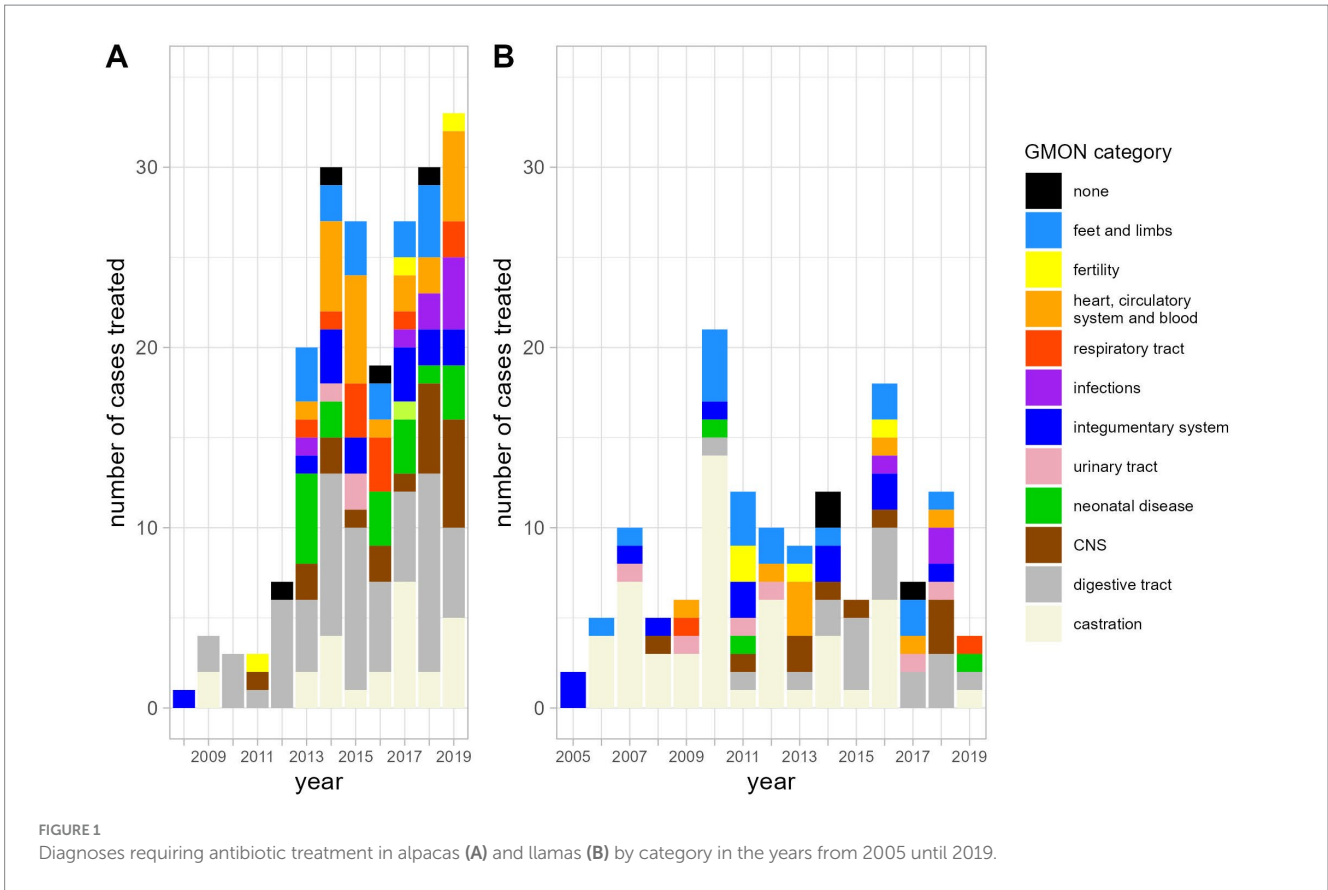 A
B
number of cases treated
30
20
10
0
2009 2011 2013 2015 2017 2019
year
number of cases treated
30
20
10
0
2005 2007 2009 2011 2013 2015 2017 2019
year
GMON category
none
feet and limbs
fertility
heart, circulatory
system and blood
respiratory tract
infections
integumentary system
urinary tract
neonatal disease
CNS
digestive tract
castration
FIGURE 1
Diagnoses requiring antibiotic treatment in alpacas (A) and llamas (B) by category in the years from 2005 until 2019.